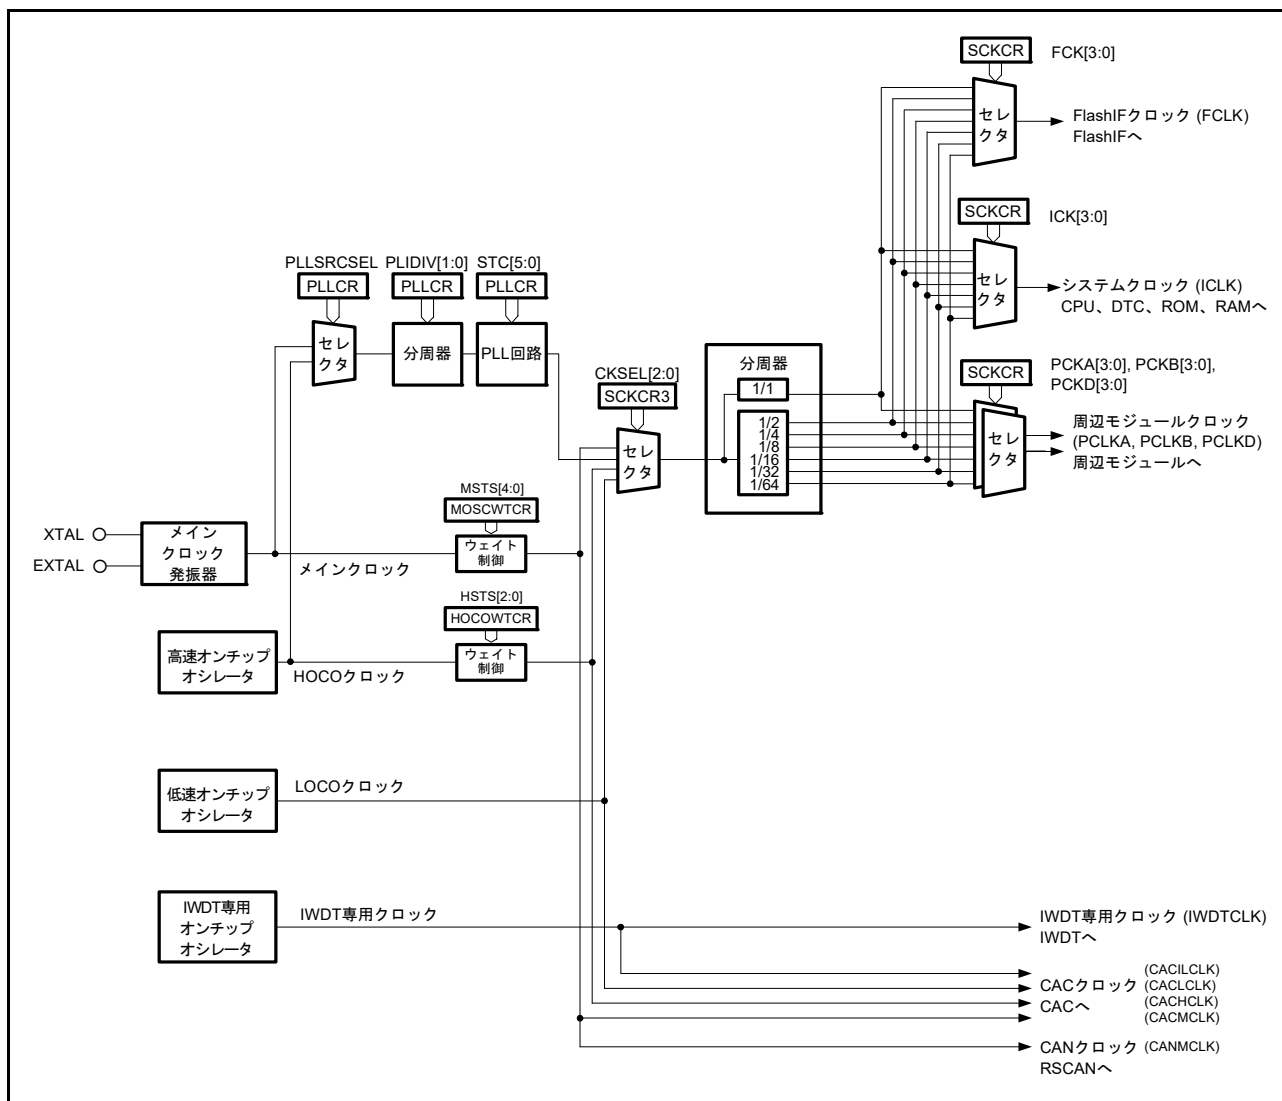 SCKCR
FCK[3:0]
セレ
クタ
FlashIFクロック (FCLK)
FlashIFへ
SCKCR
ICK[3:0]
セレ
クタ
システムクロック (ICLK)
CPU、DTC、ROM、RAMへ
PLLSRCSEL
PLLCR
セレ
クタ
PLIDIV[1:0]
PLLCR
分周器
STC[5:0]
PLLCR
PLL回路
CKSEL[2:0]
SCKCR3
セレ
クタ
分周器
1/1
1/2
1/4
1/8
1/16
1/32
1/64
SCKCR
PCKA[3:0], PCKB[3:0],
PCKD[3:0]
セレ
クタ
周辺モジュールクロック
(PCLKA, PCLKB, PCLKD)
周辺モジュールへ
XTAL
EXTAL
メイン
クロック
発振器
メインクロック
MSTS[4:0]
MOSCWTCR
ウェイト
制御
高速オンチップ
オシレータ
HOCOクロック
HSTS[2:0]
HOCOWTCR
ウェイト
制御
低速オンチップ
オシレータ
LOCOクロック
IWDT専用
オンチップ
オシレータ
IWDT専用クロック
IWDT専用クロック (IWDTCLK)
IWDTへ
CACクロック
CACへ
(CACILCLK)
(CACLCLK)
(CACHCLK)
(CACMCLK)
CANクロック (CANMCLK)
RSCANへ